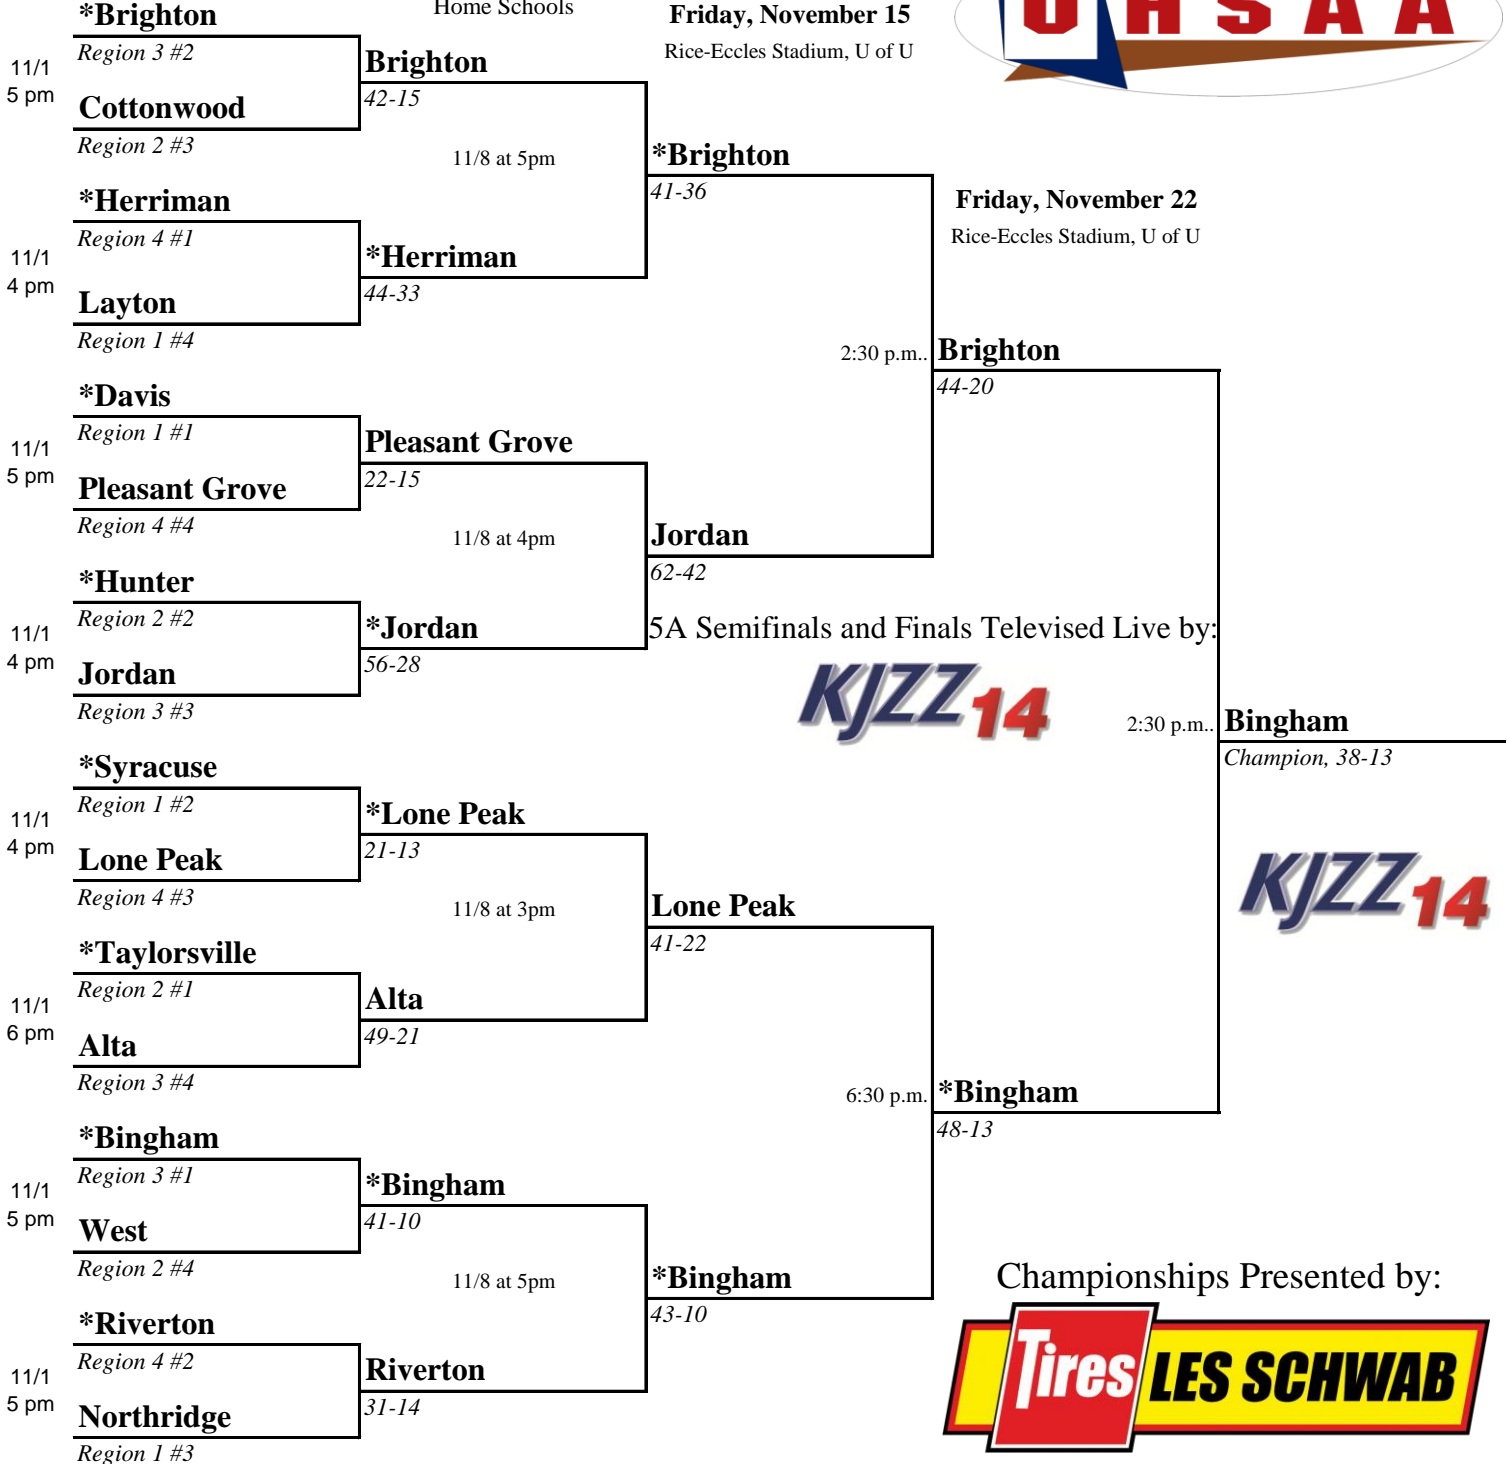 *Brighton
Region 3 #2
11/1
5 pm
Cottonwood
Region 2 #3
*Herriman
Region 4 #1
11/1
4 pm
Layton
Region 1 #4
*Davis
Region 1 #1
11/1
5 pm
Pleasant Grove
Region 4 #4
*Hunter
Region 2 #2
11/1
4 pm
Jordan
Region 3 #3
*Syracuse
Region 1 #2
11/1
4 pm
Lone Peak
Region 4 #3
*Taylorsville
Region 2 #1
11/1
6 pm
Alta
Region 3 #4
*Bingham
Region 3 #1
11/1
5 pm
West
Region 2 #4
*Riverton
Region 4 #2
11/1
5 pm
Northridge
Region 1 #3
Home Schools
Brighton
42-15
11/8 at 5pm
*Herriman
44-33
Pleasant Grove
22-15
11/8 at 4pm
*Jordan
56-28
*Lone Peak
21-13
11/8 at 3pm
Alta
49-21
*Bingham
41-10
11/8 at 5pm
Riverton
31-14
Friday, November 15
Rice-Eccles Stadium, U of U
*Brighton
41-36
2:30 p.m..
Jordan
62-42
5A Semifinals and Finals Televised Live by:
KJZZ 14
Lone Peak
41-22
6:30 p.m.
*Bingham
43-10
UHSAA
Friday, November 22
Rice-Eccles Stadium, U of U
Brighton
44-20
2:30 p.m..
*Bingham
48-13
Bingham
Champion, 38-13
KJZZ 14
Championships Presented by:
Tires LES SCHWAB